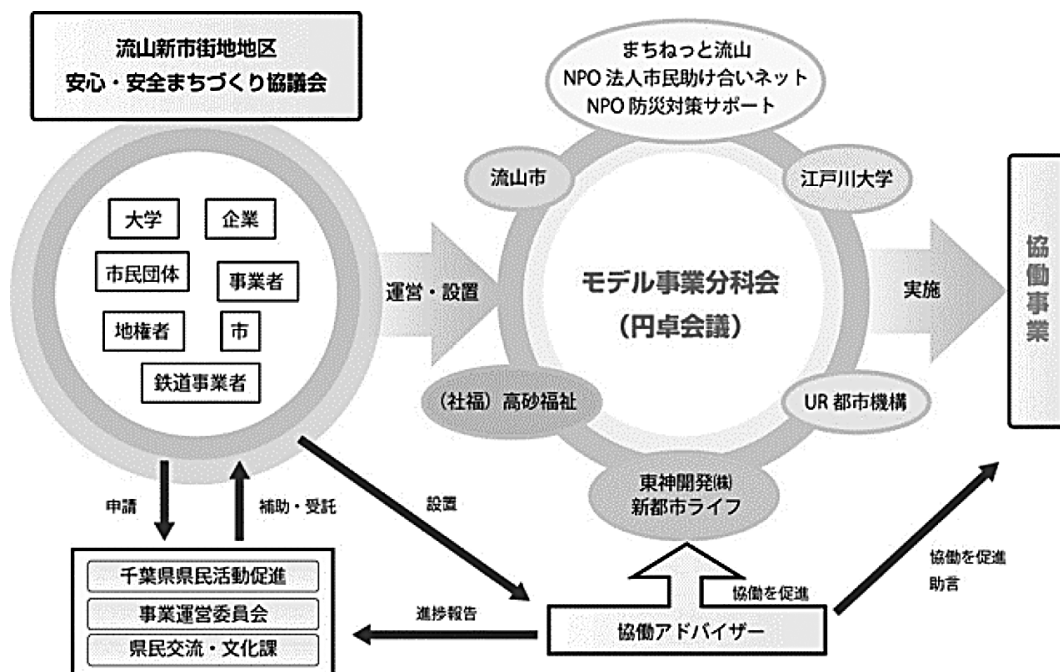 流山新市街地地区
安心・安全まちづくり協議会
大学
企業
市民団体
事業者
地権者
市
鉄道事業者
運営・設置
まちねっと流山
NPO 法人市民助け合いネット
NPO 防災対策サポート
流山市
江戸川大学
モデル事業分科会
(円卓会議)
(社福)高砂福祉
UR 都市機構
東神開発㈱
新都市ライフ
実施
協働事業
申請
補助・受託
設置
千葉県県民活動促進
事業運営委員会
県民交流・文化課
進捗報告
協働を促進
協働アドバイザー
協働を促進
助言